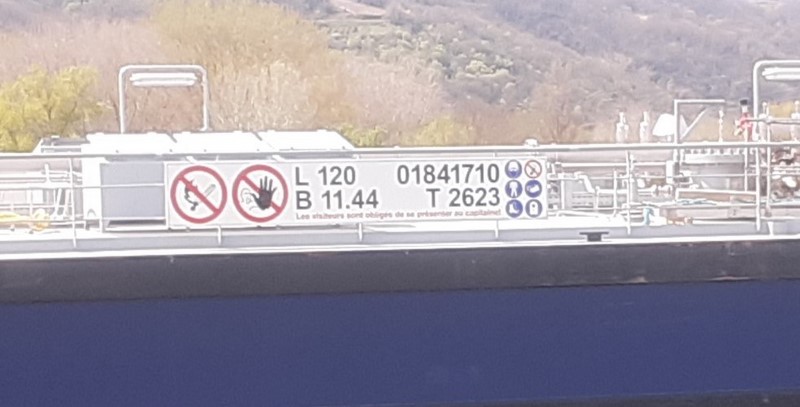 L 120 01841710
B 11.44 T 2623
Les visiteurs sont obligés de se présenter au capitaine!